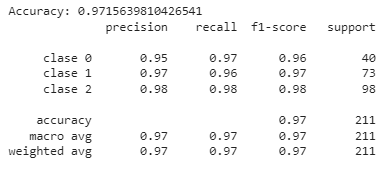 Accuracy: 0.9715639810426541
precision recall f1-score support
clase 0 0.95 0.97 0.96 40
clase 1 0.97 0.96 0.97 73
clase 2 0.98 0.98 0.98 98
accuracy 0.97 211
macro avg 0.97 0.97 0.97 211
weighted avg 0.97 0.97 0.97 211